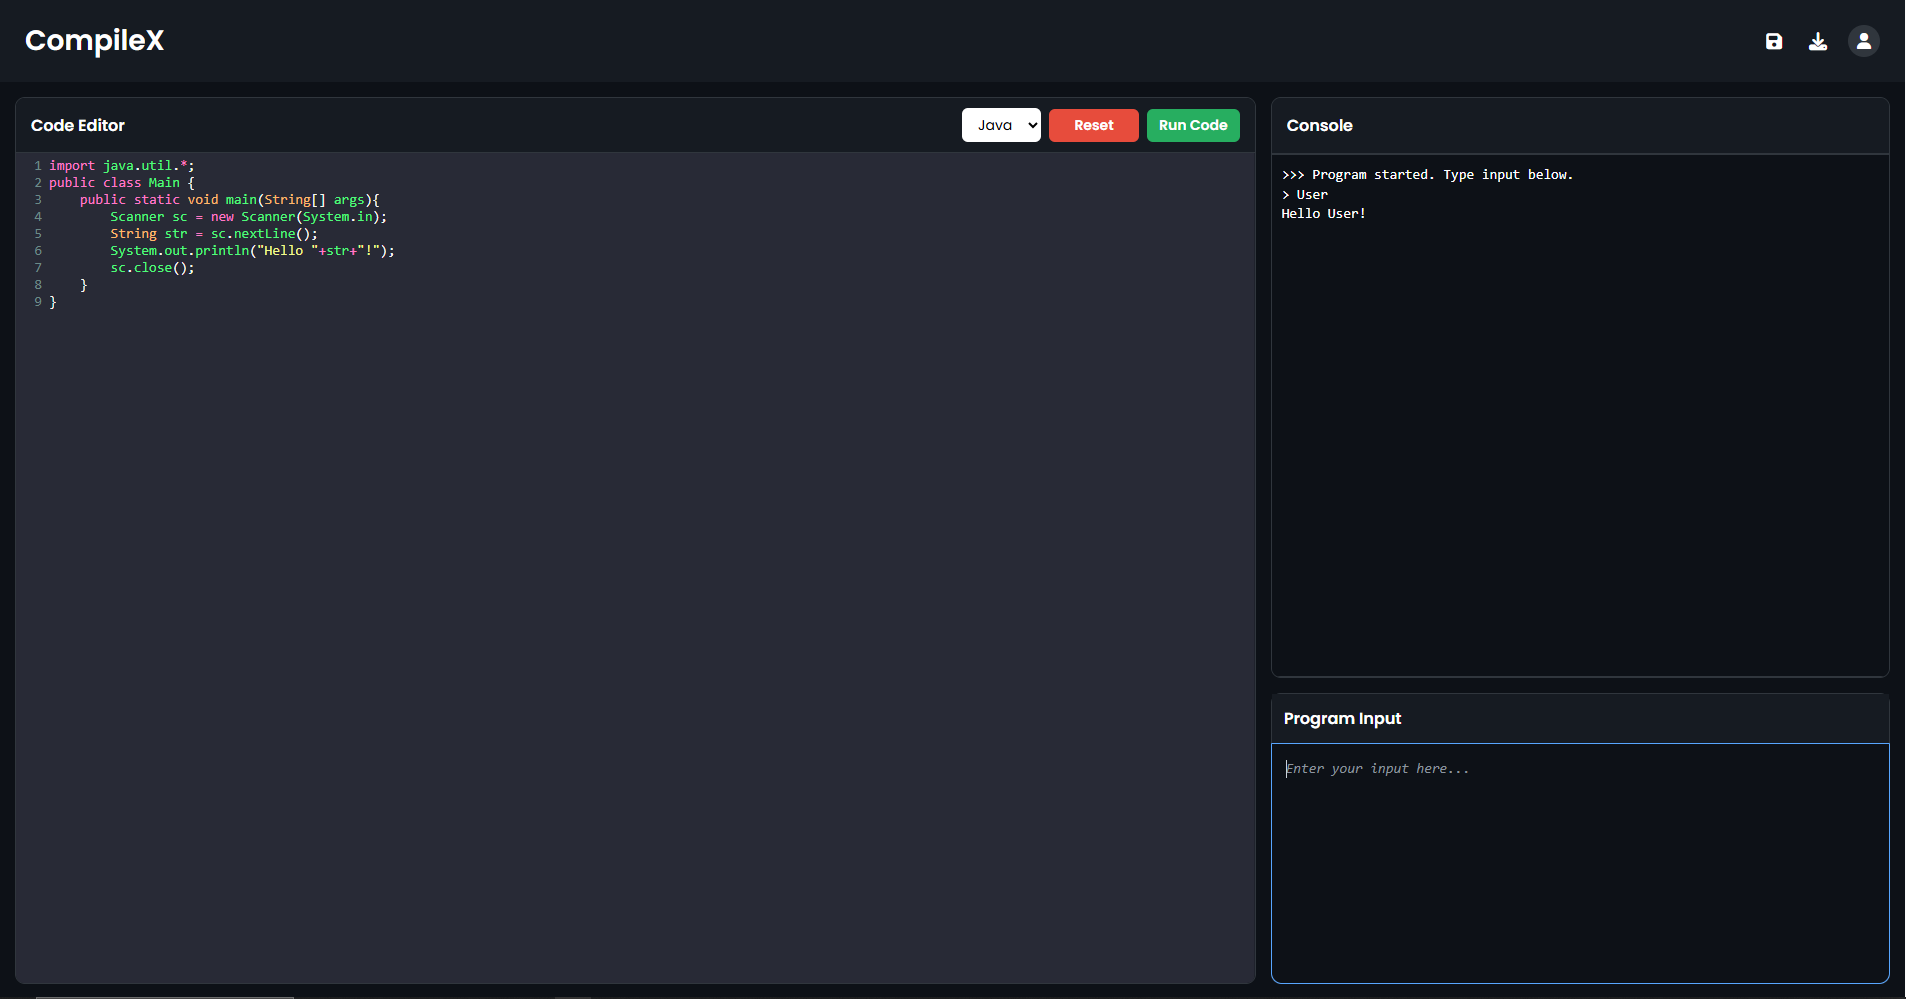 CompileX
Code Editor
Java
Reset
Run Code
1 import java.util.*;
2 public class Main {
3     public static void main(String[] args){
4         Scanner sc = new Scanner(System.in);
5         String str = sc.nextLine();
6         System.out.println("Hello "+str+"!");
7         sc.close();
8     }
9 }
Console
>>> Program started. Type input below.
> User
Hello User!
Program Input
Enter your input here...